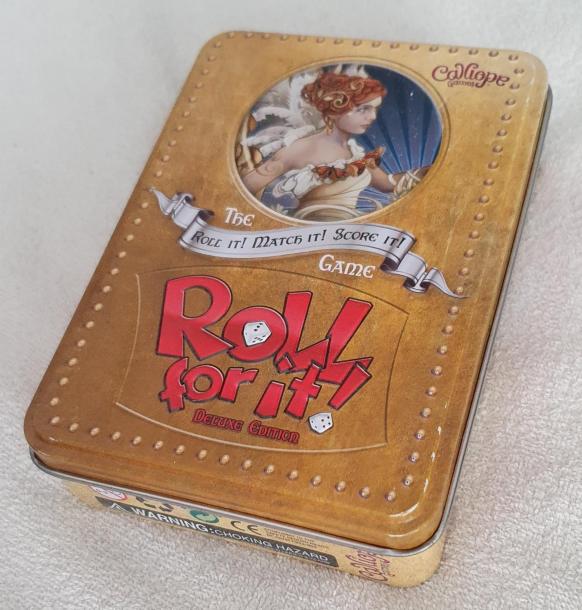 Calliope
Games
The
Roll it! Match it! Score it!
Game
Roll
for it!
Deluxe Edition
WARNING: CHOKING HAZARD
CE
Calliope